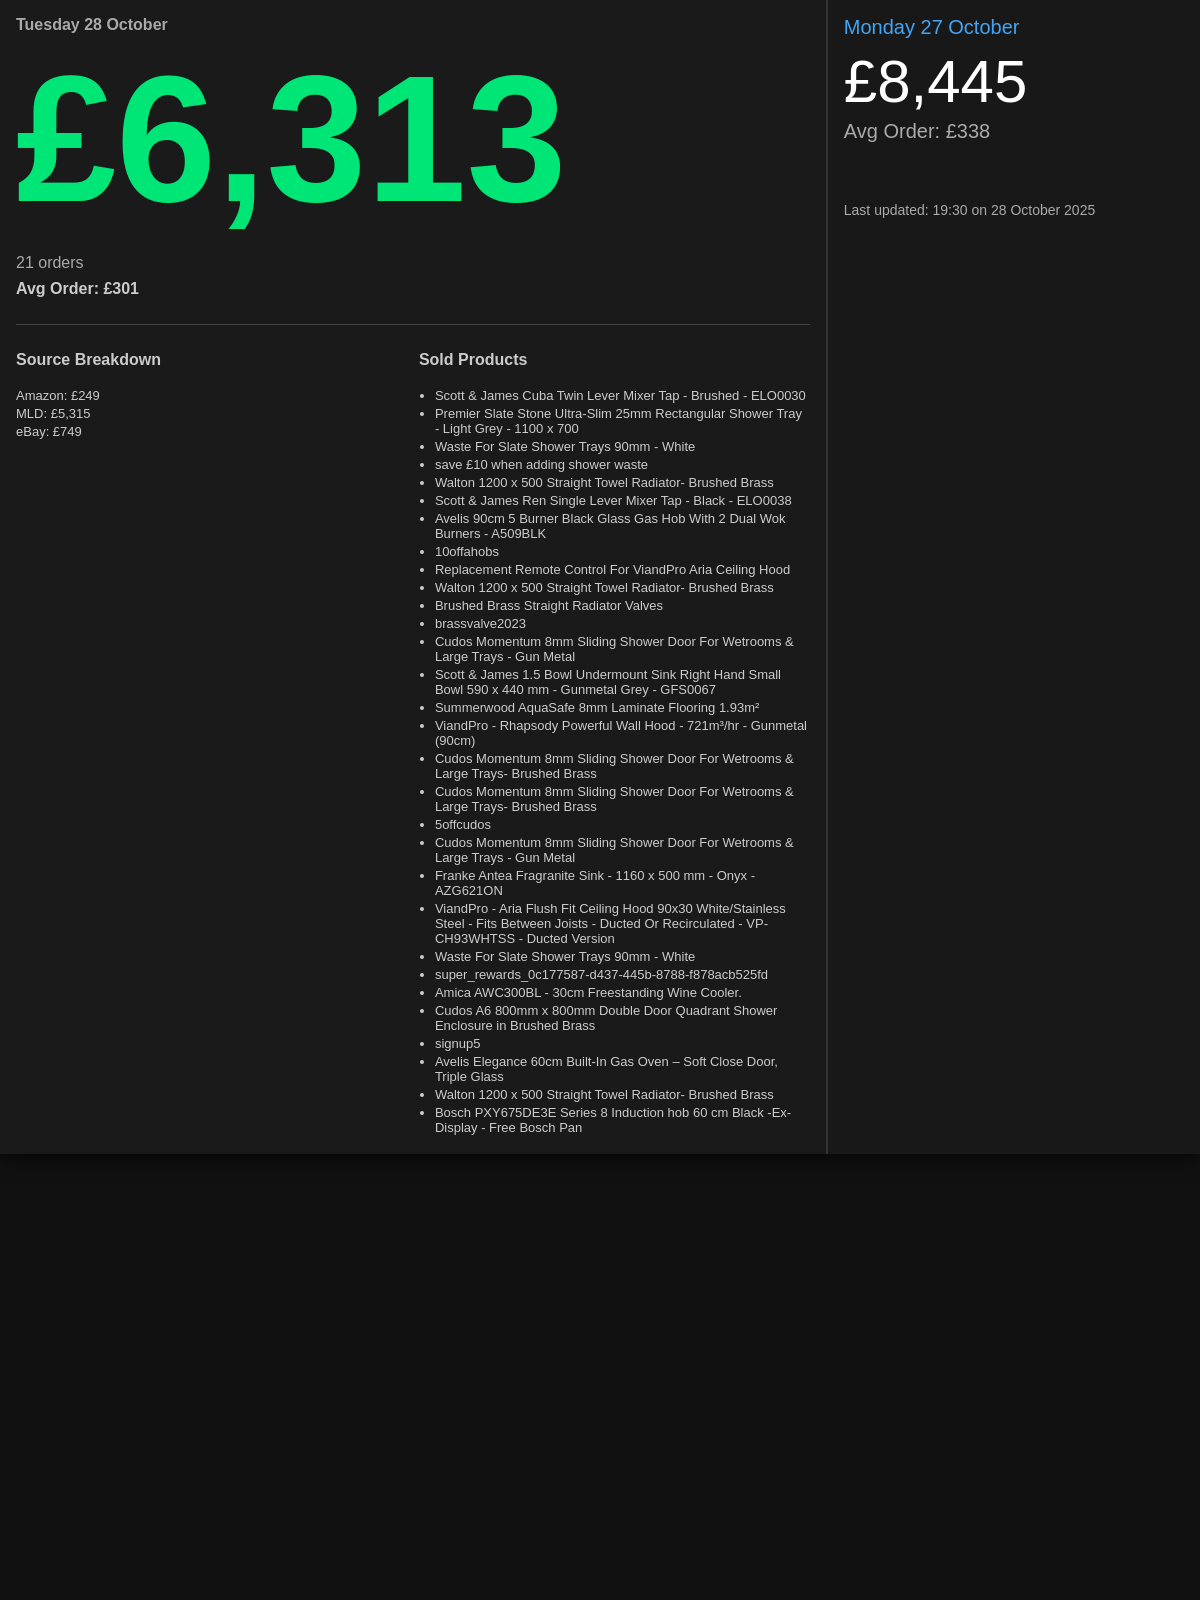 Tuesday 28 October
£6,313
21 orders
Avg Order: £301
Source Breakdown
Amazon: £249
MLD: £5,315
eBay: £749
Sold Products
• Scott & James Cuba Twin Lever Mixer Tap - Brushed - ELO0030
• Premier Slate Stone Ultra-Slim 25mm Rectangular Shower Tray
- Light Grey - 1100 x 700
• Waste For Slate Shower Trays 90mm - White
• save £10 when adding shower waste
• Walton 1200 x 500 Straight Towel Radiator- Brushed Brass
• Scott & James Ren Single Lever Mixer Tap - Black - ELO0038
• Avelis 90cm 5 Burner Black Glass Gas Hob With 2 Dual Wok
Burners - A509BLK
• 10offahobs
• Replacement Remote Control For ViandPro Aria Ceiling Hood
• Walton 1200 x 500 Straight Towel Radiator- Brushed Brass
• Brushed Brass Straight Radiator Valves
• brassvalve2023
• Cudos Momentum 8mm Sliding Shower Door For Wetrooms &
Large Trays - Gun Metal
• Scott & James 1.5 Bowl Undermount Sink Right Hand Small
Bowl 590 x 440 mm - Gunmetal Grey - GFS0067
• Summerwood AquaSafe 8mm Laminate Flooring 1.93m²
• ViandPro - Rhapsody Powerful Wall Hood - 721m³/hr - Gunmetal
(90cm)
• Cudos Momentum 8mm Sliding Shower Door For Wetrooms &
Large Trays- Brushed Brass
• Cudos Momentum 8mm Sliding Shower Door For Wetrooms &
Large Trays- Brushed Brass
• 5offcudos
• Cudos Momentum 8mm Sliding Shower Door For Wetrooms &
Large Trays - Gun Metal
• Franke Antea Fragranite Sink - 1160 x 500 mm - Onyx -
AZG621ON
• ViandPro - Aria Flush Fit Ceiling Hood 90x30 White/Stainless
Steel - Fits Between Joists - Ducted Or Recirculated - VP-
CH93WHTSS - Ducted Version
• Waste For Slate Shower Trays 90mm - White
• super_rewards_0c177587-d437-445b-8788-f878acb525fd
• Amica AWC300BL - 30cm Freestanding Wine Cooler.
• Cudos A6 800mm x 800mm Double Door Quadrant Shower
Enclosure in Brushed Brass
• signup5
• Avelis Elegance 60cm Built-In Gas Oven – Soft Close Door,
Triple Glass
• Walton 1200 x 500 Straight Towel Radiator- Brushed Brass
• Bosch PXY675DE3E Series 8 Induction hob 60 cm Black -Ex-
Display - Free Bosch Pan
Monday 27 October
£8,445
Avg Order: £338
Last updated: 19:30 on 28 October 2025